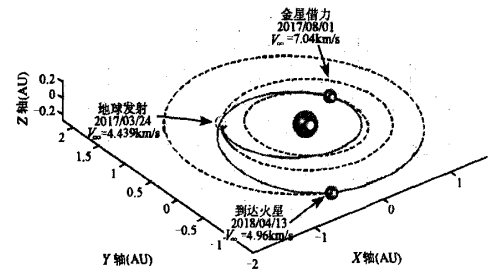 金星借力
2017/08/01
V∞=7.04km/s
Z轴(AU)
0.2
0
-0.2
地球发射
2017/03/24
V∞=4.439km/s
2
1.5
1
0.5
0
-0.5
-1
-2
-1
0
1
到达火星
2018/04/13
V∞=4.96km/s
Y轴(AU)
X轴(AU)